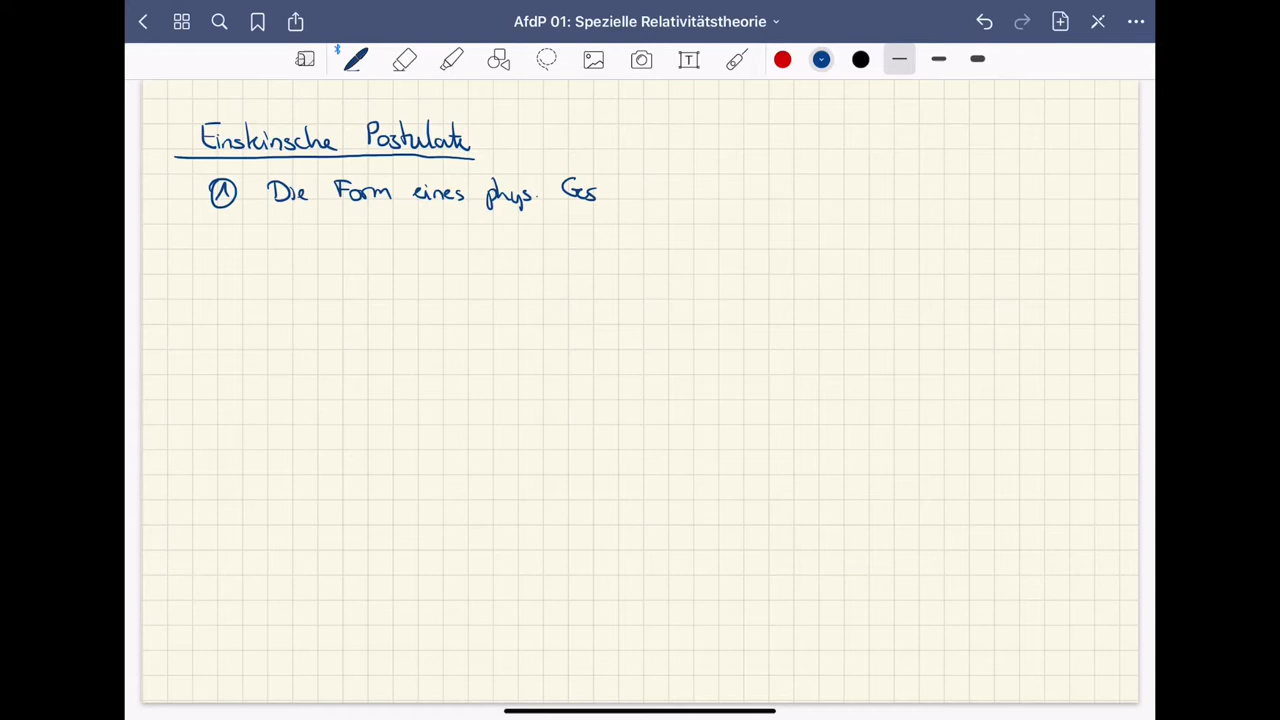 AfdP 01: Spezielle Relativitätstheorie
Einsteinsche Postulate
① Die Form eines phys. Ges